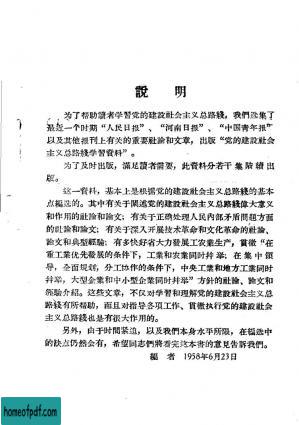 說　明
为了帮助讀者学習党的建設社会主义总路綫，我們选集了
最近一个时期“人民日报”、“河南日报”、“中国青年报”
以及其他报刊上有关的重要社論和文章，出版“党的建設社会主
义总路綫学習資料”。
为了及时出版，滿足讀者需要，此資料分若干集陆續出
版。
这一資料，基本上是根据党的建設社会主义总路綫的基本
点編选的。其中有关于闡述党的建設社会主义总路綫偉大意义
和作用的社論和論文；有关于正确处理人民內部矛盾問題方面
的社論和論文；有关于深入开展技术革命和文化革命的社論、
論文和典型經驗；有多快好省大力發展工农業生产，貫徹“在
重工業优先發展的条件下，工業和农業同时并举；在集中領
导，全面規划，分工协作的条件下，中央工業和地方工業同时
并举，大型企業和中小型企業同时并举”方針的社論、論文和
經驗介紹。这些文章，不仅对学習和理解党的建設社会主义总路
綫有所帮助，而且对指导各項工作、貫徹执行党的建設社会主
义总路綫也是有很大作用的。
另外，由于时間紧迫，以及我們本身水平所限，在編选中
的缺点仍然会有，希望同志們將看完这本書的意見告訴我們。
編　者　1958年6月23日
homeofpdf.com